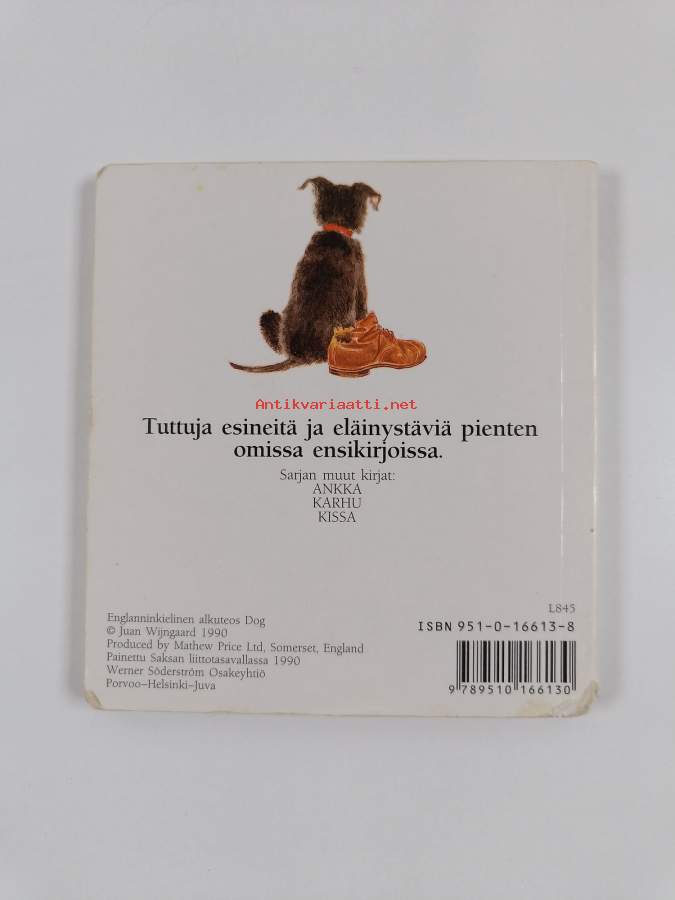 Antikvariaatti.net
Tuttuja esineitä ja eläinystäviä pienten
omissa ensikirjoissa.
Sarjan muut kirjat:
ANKKA
KARHU
KISSA
L845
Englanninkielinen alkuteos Dog
© Juan Wijngaard 1990
Produced by Mathew Price Ltd, Somerset, England
Painettu Saksan liittotasavallassa 1990
Werner Söderström Osakeyhtiö
Porvoo–Helsinki–Juva
ISBN 951-0-16613-8
9 789510 166130